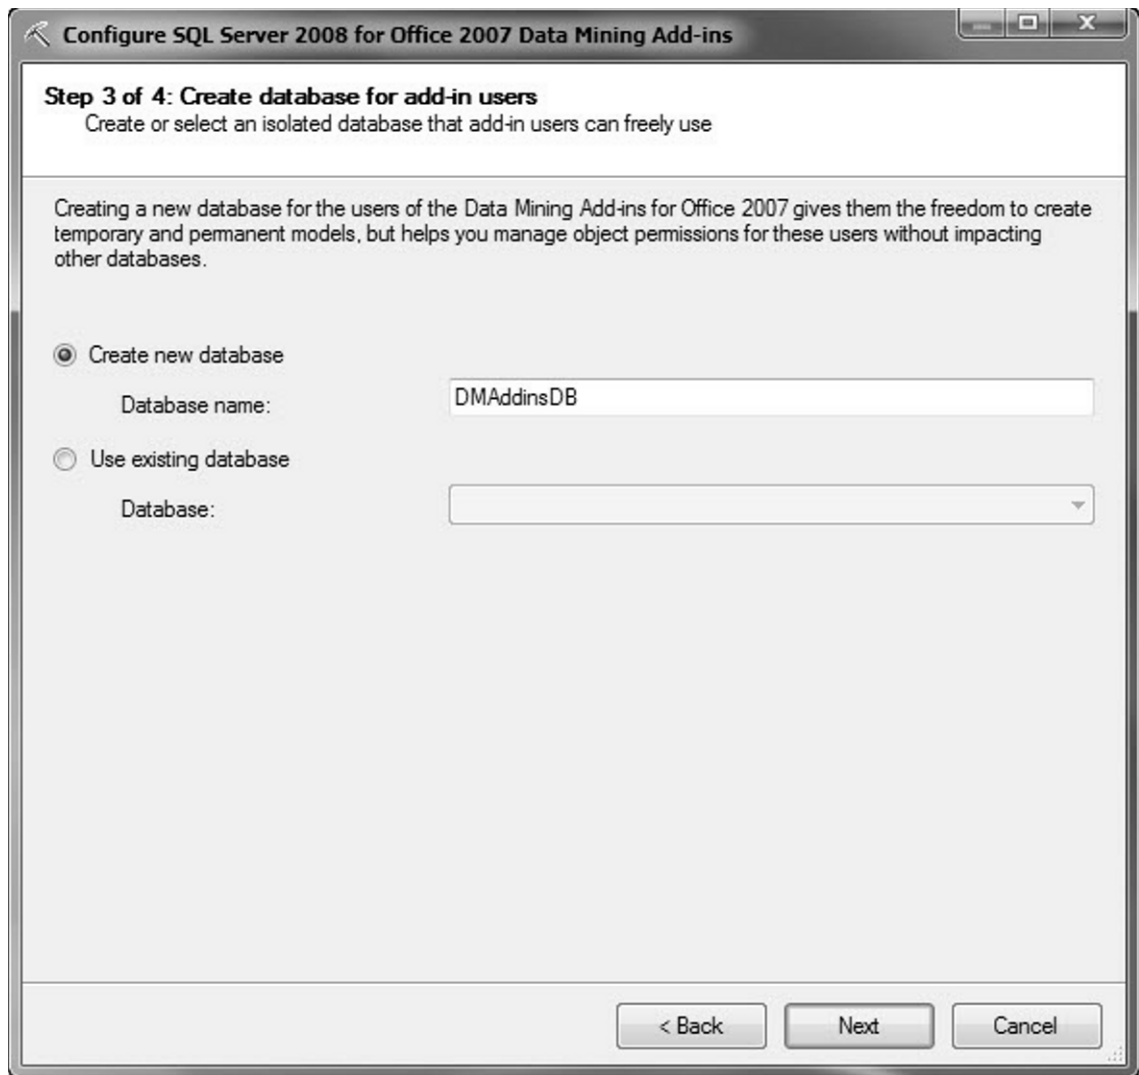 Configure SQL Server 2008 for Office 2007 Data Mining Add-ins
Step 3 of 4: Create database for add-in users
Create or select an isolated database that add-in users can freely use
Creating a new database for the users of the Data Mining Add-ins for Office 2007 gives them the freedom to create
temporary and permanent models, but helps you manage object permissions for these users without impacting
other databases.
Create new database
Database name:
DMAddinsDB
Use existing database
Database:
< Back
Next
Cancel